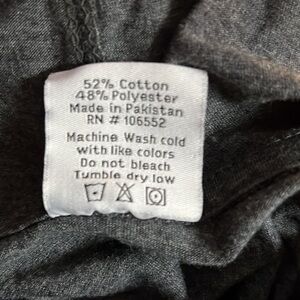 52% Cotton
48% Polyester
Made in Pakistan
RN # 106552
Machine Wash cold
with like colors
Do not bleach
Tumble dry low